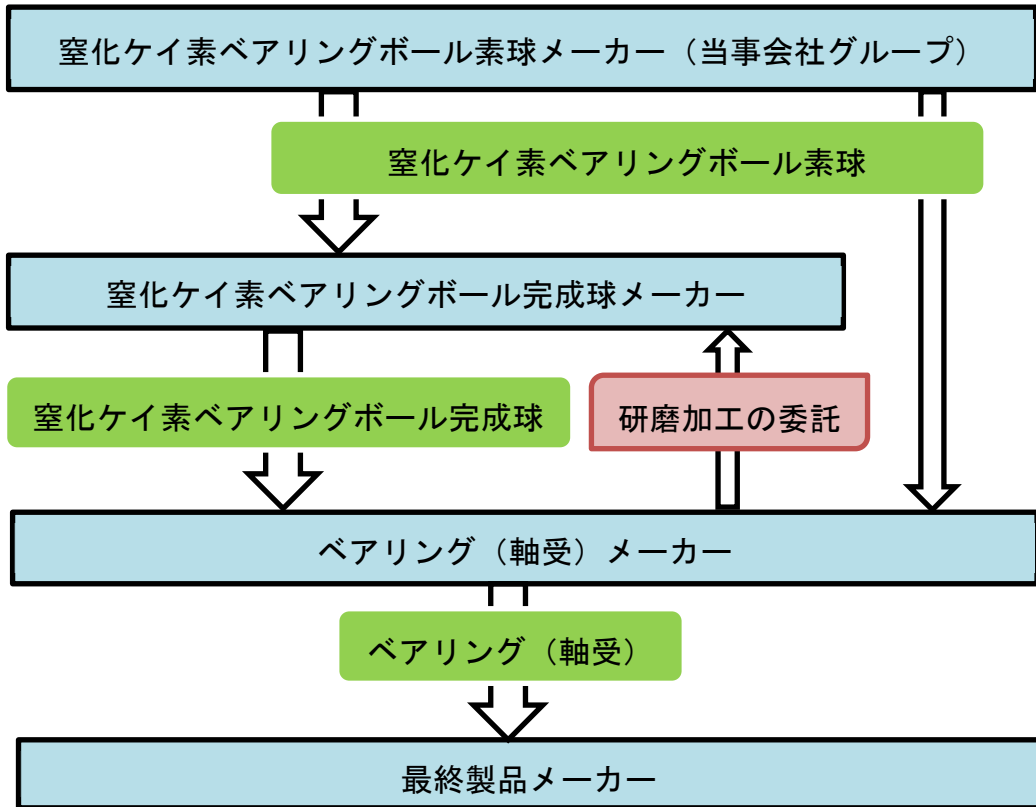 窒化ケイ素ベアリングボール素球メーカー（当事会社グループ）
窒化ケイ素ベアリングボール素球
窒化ケイ素ベアリングボール完成球メーカー
窒化ケイ素ベアリングボール完成球
研磨加工の委託
ベアリング（軸受）メーカー
ベアリング（軸受）
最終製品メーカー